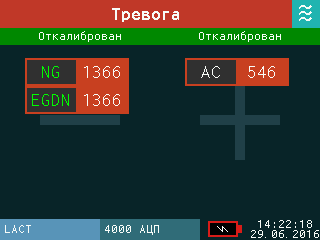 Тревога
Откалиброван Откалиброван
NG 1366 AC 546
EGDN 1366
LACT 4000 АЦП 14:22:18
29.06.2016